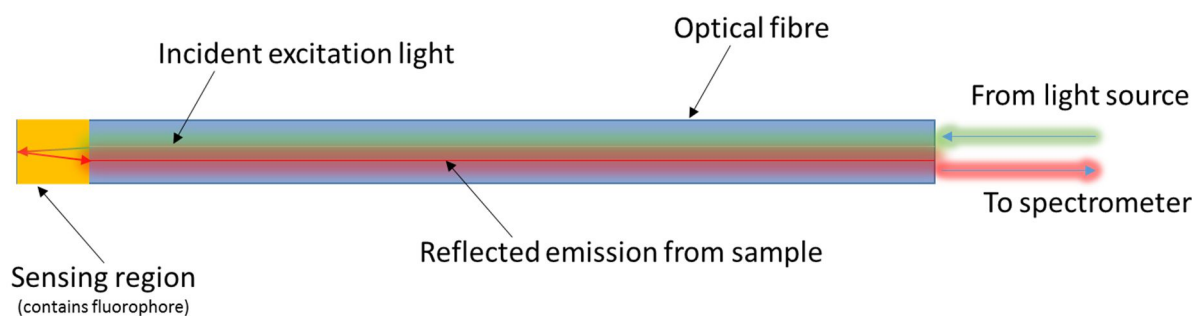 Optical fibre
Incident excitation light
From light source
To spectrometer
Reflected emission from sample
Sensing region
(contains fluorophore)